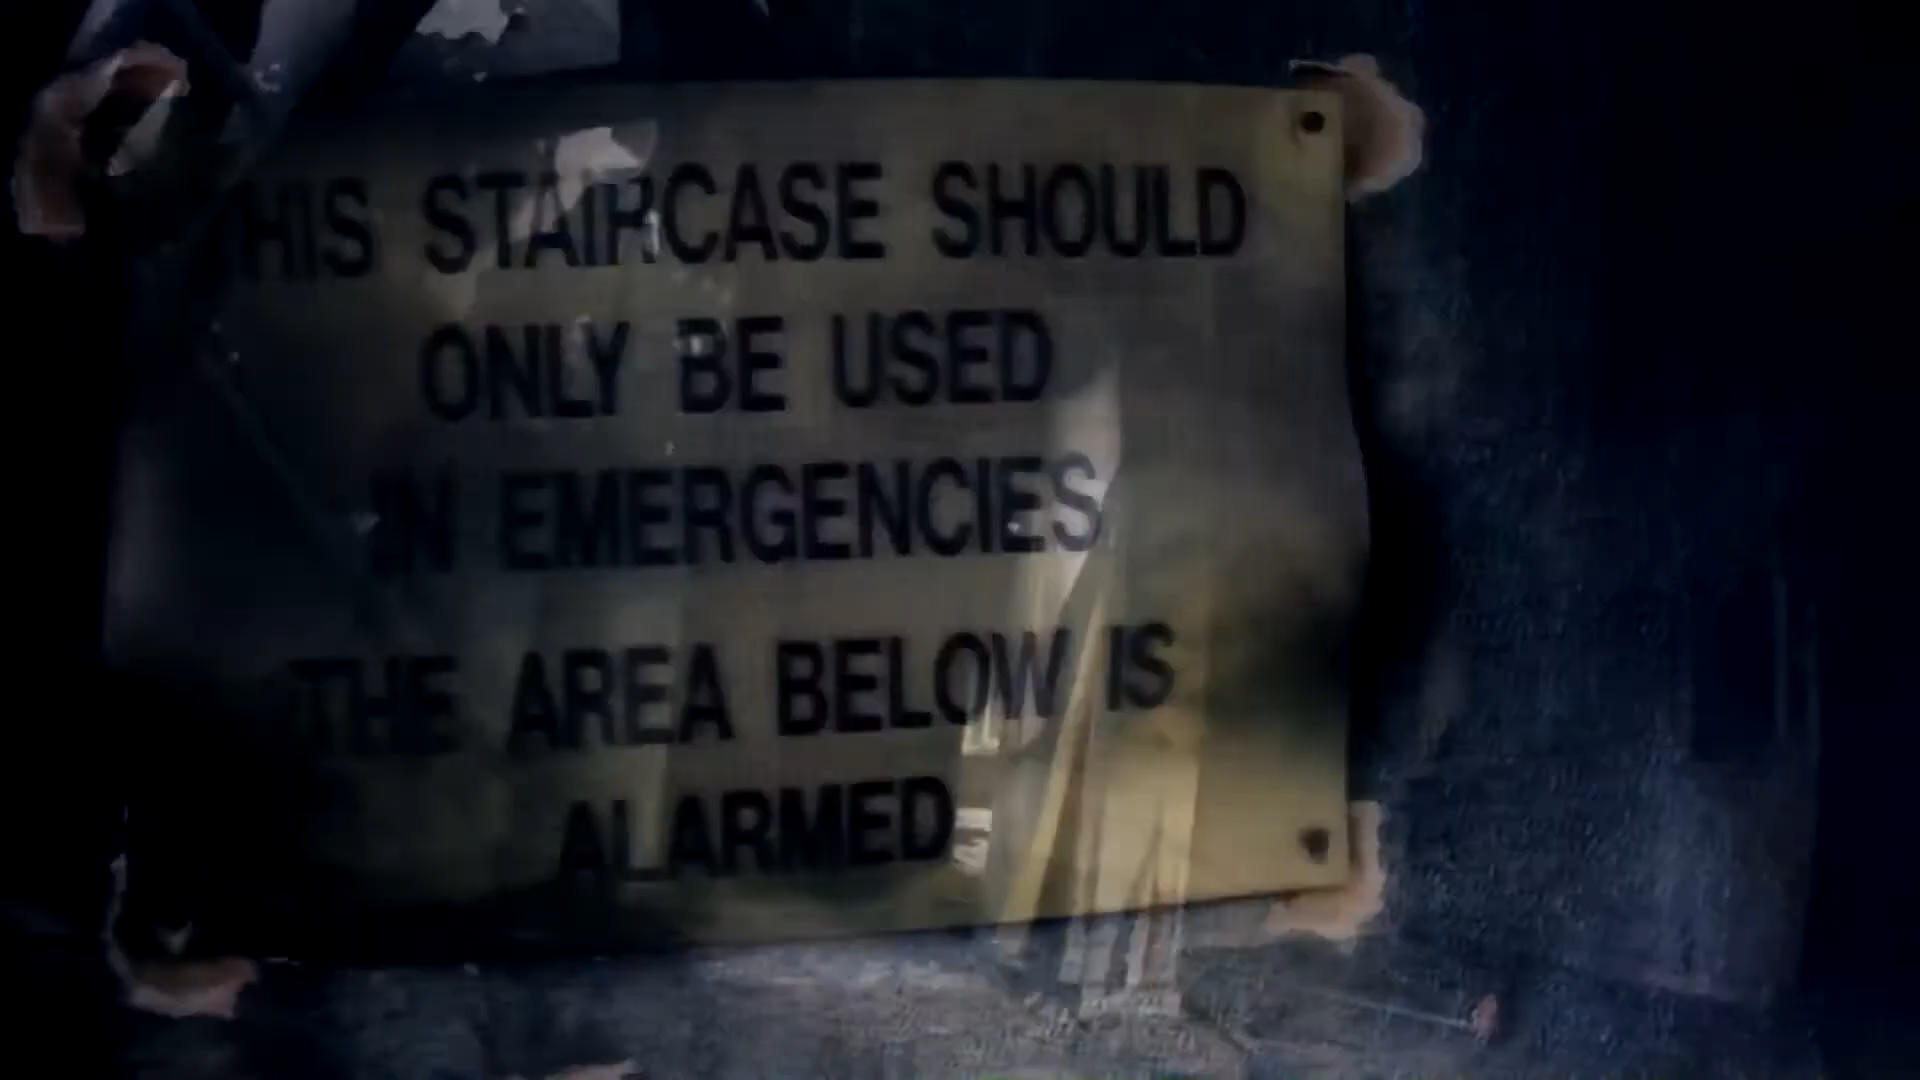 THIS STAIRCASE SHOULD
ONLY BE USED
IN EMERGENCIES
THE AREA BELOW IS
ALARMED